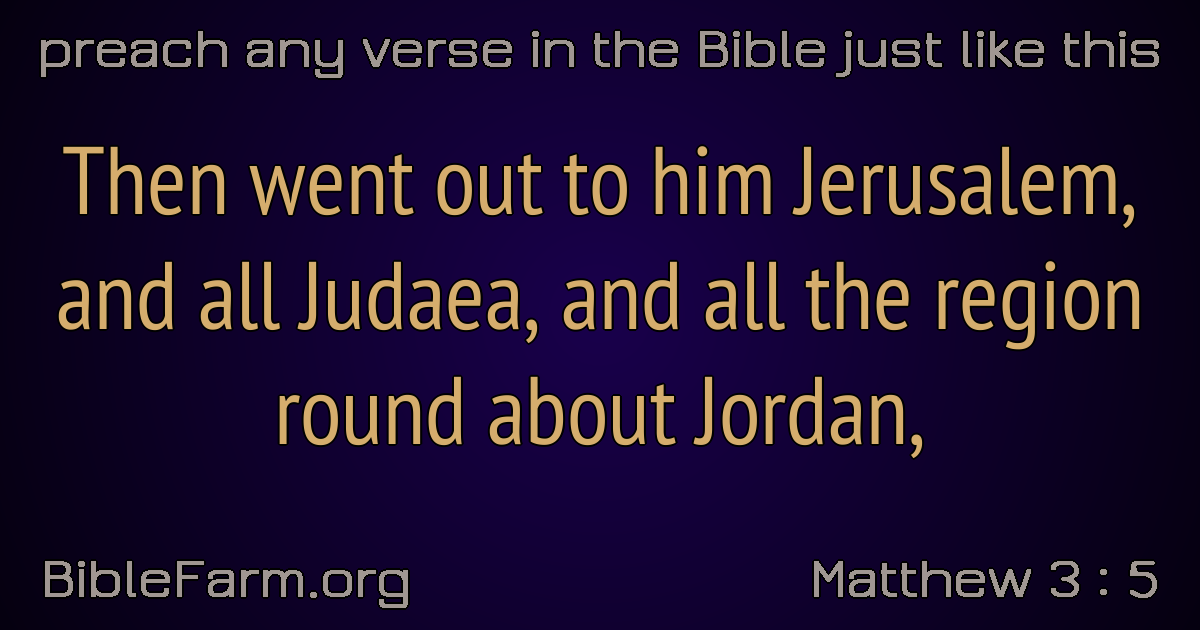 preach any verse in the Bible just like this
Then went out to him Jerusalem,
and all Judaea, and all the region
round about Jordan,
BibleFarm.org
Matthew 3 : 5